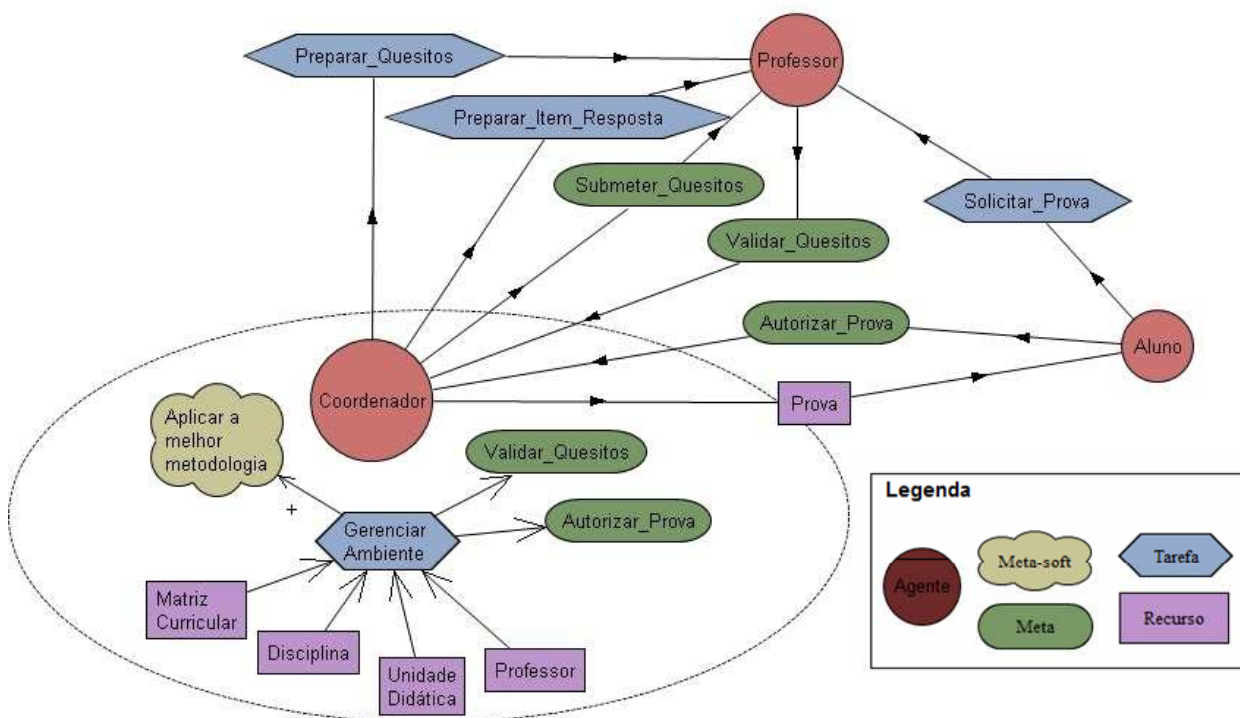 Preparar_Quesitos
Professor
Preparar_Item_Resposta
Submeter_Quesitos
Solicitar_Prova
Validar_Quesitos
Autorizar_Prova
Aluno
Coordenador
Prova
Aplicar a
melhor
metodologia
+
Validar_Quesitos
Gerenciar
Ambiente
Autorizar_Prova
Matriz
Curricular
Disciplina
Unidade
Didática
Professor
Legenda
Agente
Meta-soft
Tarefa
Meta
Recurso